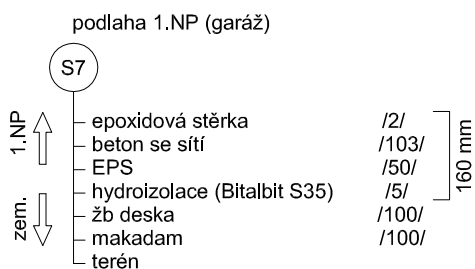 podlaha 1.NP (garáž)
S7
epoxidová stěrka /2/
beton se sítí /103/
EPS /50/
hydroizolace (Bitalbit S35) /5/
žb deska /100/
makadam /100/
terén
1.NP
zem.
160 mm